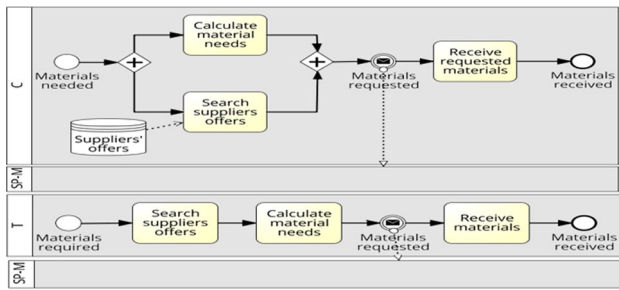 C
Materials
needed
Calculate
material
needs
Search
suppliers
offers
Suppliers'
offers
Materials
requested
Receive
requested
materials
Materials
received
SP-M
T
Materials
required
Search
suppliers
offers
Calculate
material
needs
Materials
requested
Receive
materials
Materials
received
SP-M